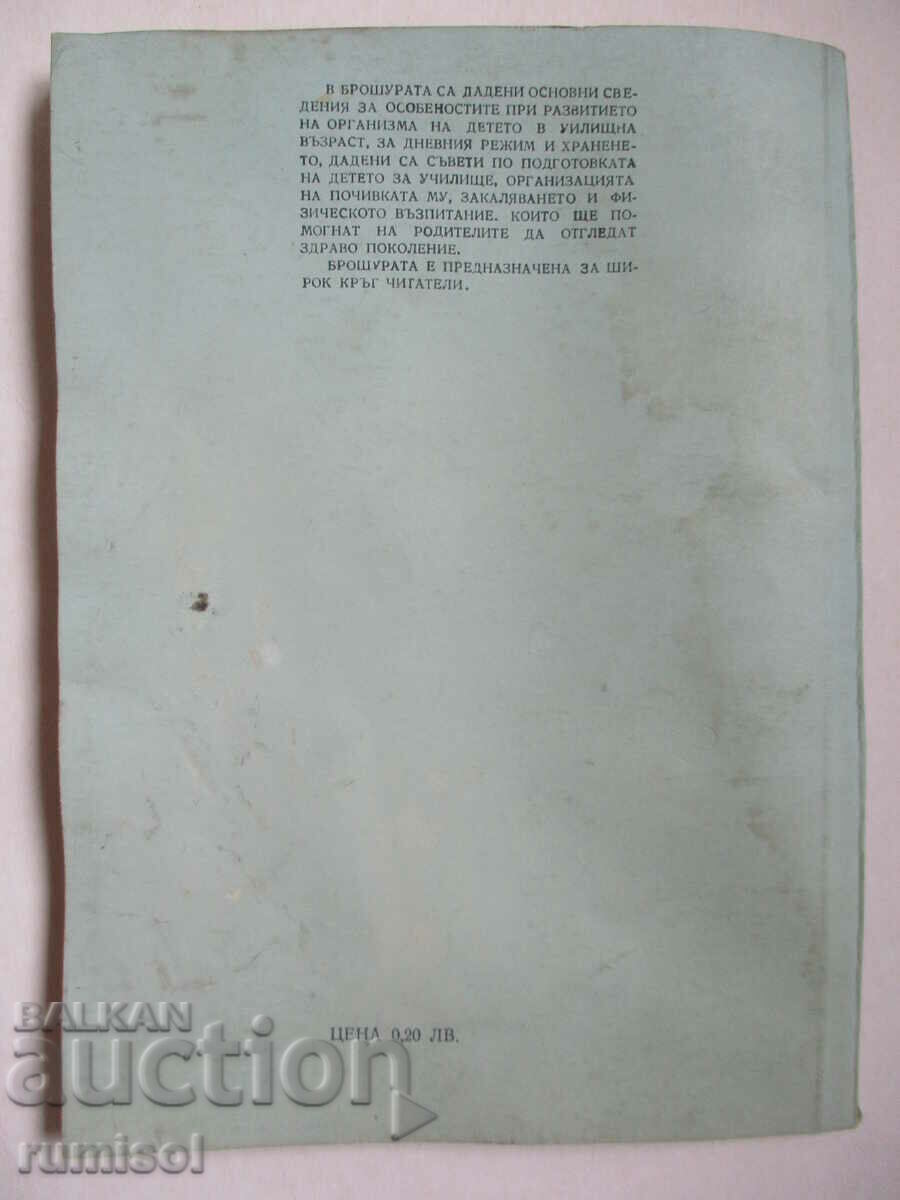 В БРОШУРАТА СА ДАДЕНИ ОСНОВНИ СВЕ-
ДЕНИЯ ЗА ОСОБЕНОСТИТЕ ПРИ РАЗВИТИЕТО
НА ОРГАНИЗМА НА ДЕТЕТО В УИЛИЩНА
ВЪЗРАСТ, ЗА ДНЕВНИЯ РЕЖИМ И ХРАНЕНЕ-
ТО, ДАДЕНИ СА СЪВЕТИ ПО ПОДГОТОВКАТА
НА ДЕТЕТО ЗА УЧИЛИЩЕ, ОРГАНИЗАЦИЯТА
НА ПОЧИВКАТА МУ, ЗАКАЛЯВАНЕТО И ФИ-
ЗИЧЕСКОТО ВЪЗПИТАНИЕ. КОИТО ЩЕ ПО-
МОГНАТ НА РОДИТЕЛИТЕ ДА ОТГЛЕДАТ
ЗДРАВО ПОКОЛЕНИЕ.
БРОШУРАТА Е ПРЕДНАЗНАЧЕНА ЗА ШИ-
РОК КРЪГ ЧИГАТЕЛИ.
ЦЕНА 0,20 ЛВ.
BALKAN
auction
rumisol